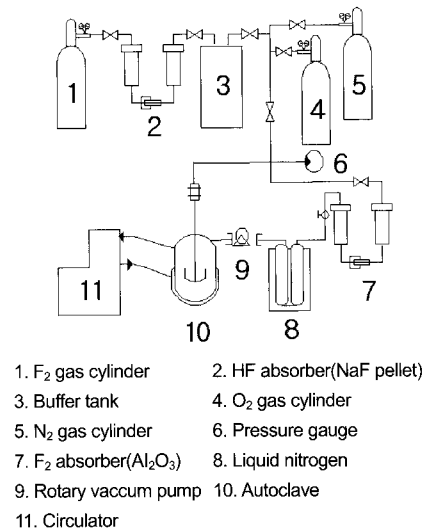 1
2
3
4
5
6
7
8
9
10
11
1. F₂ gas cylinder 2. HF absorber(NaF pellet)
3. Buffer tank 4. O₂ gas cylinder
5. N₂ gas cylinder 6. Pressure gauge
7. F₂ absorber(Al₂O₃) 8. Liquid nitrogen
9. Rotary vaccum pump 10. Autoclave
11. Circulator